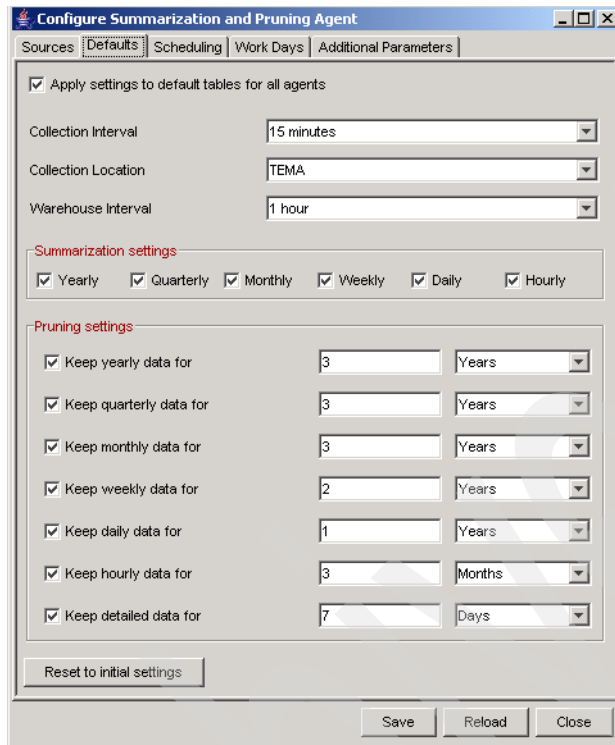 Configure Summarization and Pruning Agent
Sources Defaults Scheduling Work Days Additional Parameters
Apply settings to default tables for all agents
Collection Interval 15 minutes
Collection Location TEMA
Warehouse Interval 1 hour
Summarization settings
Yearly Quarterly Monthly Weekly Daily Hourly
Pruning settings
Keep yearly data for 3 Years
Keep quarterly data for 3 Years
Keep monthly data for 3 Years
Keep weekly data for 2 Years
Keep daily data for 1 Years
Keep hourly data for 3 Months
Keep detailed data for 7 Days
Reset to initial settings
Save Reload Close